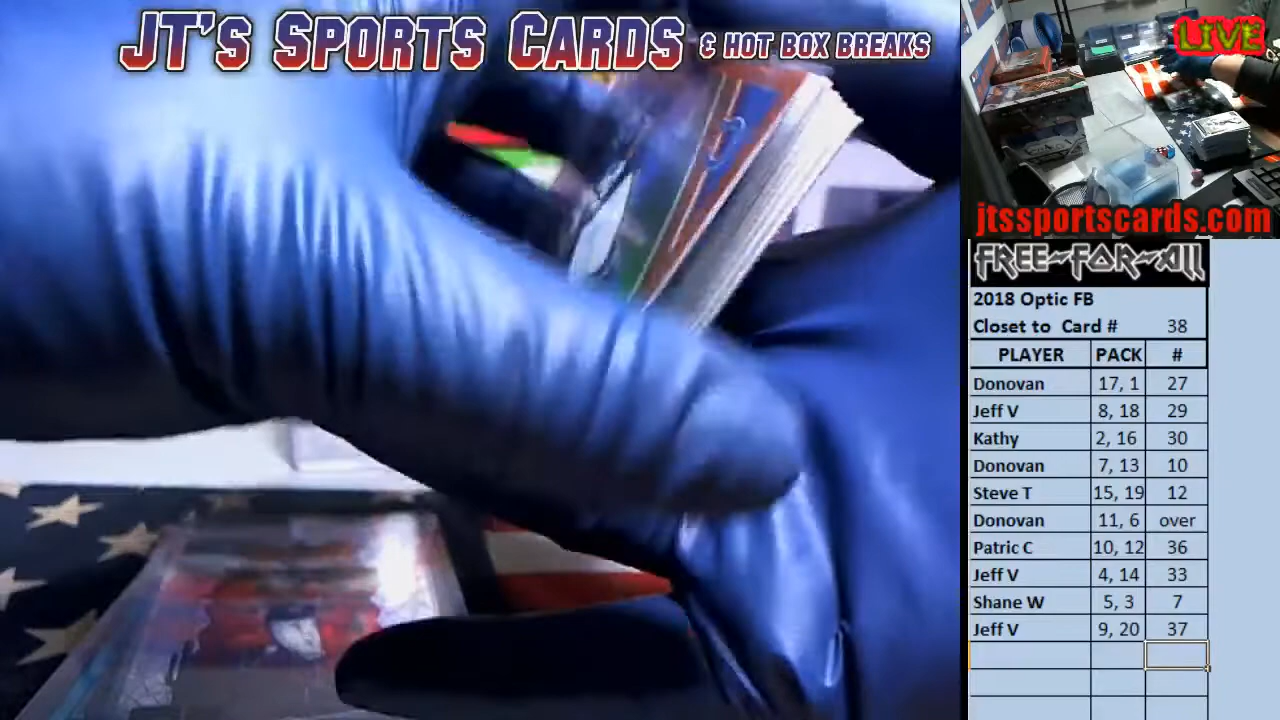 JT's Sports Cards & Hot Box Breaks
LIVE
jtssportscards.com
FREE-FOR-ALL
2018 Optic FB
Closet to Card # 38
PLAYER PACK #
Donovan 17, 1 27
Jeff V 8, 18 29
Kathy 2, 16 30
Donovan 7, 13 10
Steve T 15, 19 12
Donovan 11, 6 over
Patric C 10, 12 36
Jeff V 4, 14 33
Shane W 5, 3 7
Jeff V 9, 20 37